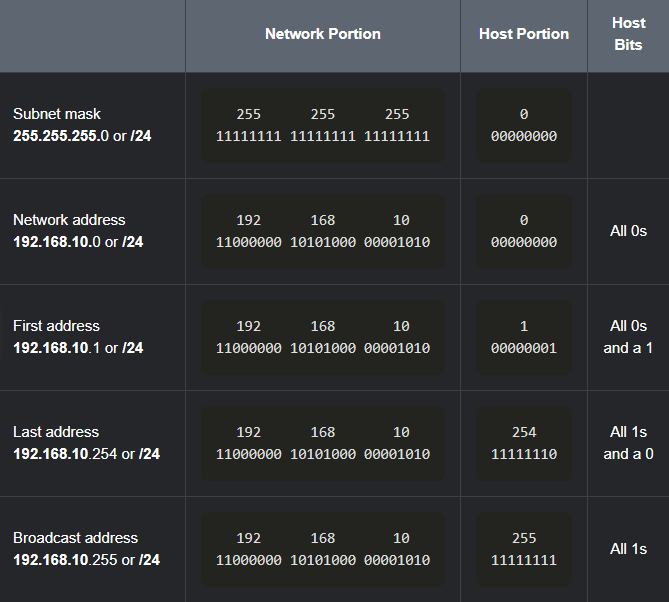 Network Portion
Host Portion
Host
Bits
Subnet mask
255.255.255.0 or /24
255 255 255
11111111 11111111 11111111
0
00000000
Network address
192.168.10.0 or /24
192 168 10
11000000 10101000 00001010
0
00000000
All 0s
First address
192.168.10.1 or /24
192 168 10
11000000 10101000 00001010
1
00000001
All 0s
and a 1
Last address
192.168.10.254 or /24
192 168 10
11000000 10101000 00001010
254
11111110
All 1s
and a 0
Broadcast address
192.168.10.255 or /24
192 168 10
11000000 10101000 00001010
255
11111111
All 1s